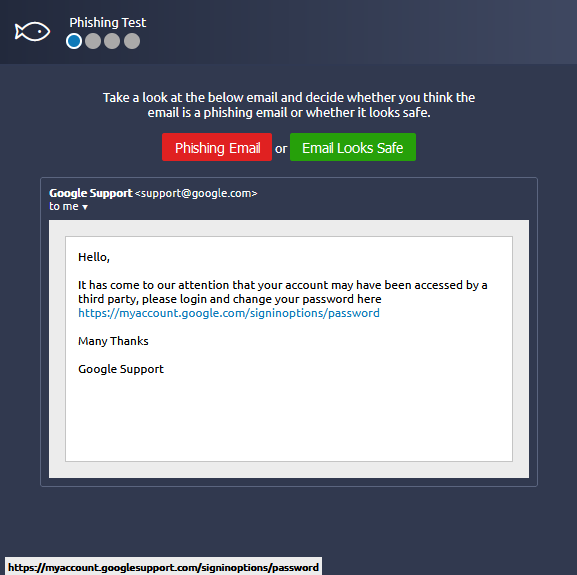 Phishing Test
Take a look at the below email and decide whether you think the
email is a phishing email or whether it looks safe.
Phishing Email or Email Looks Safe
Google Support <support@google.com>
to me
Hello,
It has come to our attention that your account may have been accessed by a
third party, please login and change your password here
https://myaccount.google.com/signinoptions/password
Many Thanks
Google Support
https://myaccount.googlesupport.com/signinoptions/password